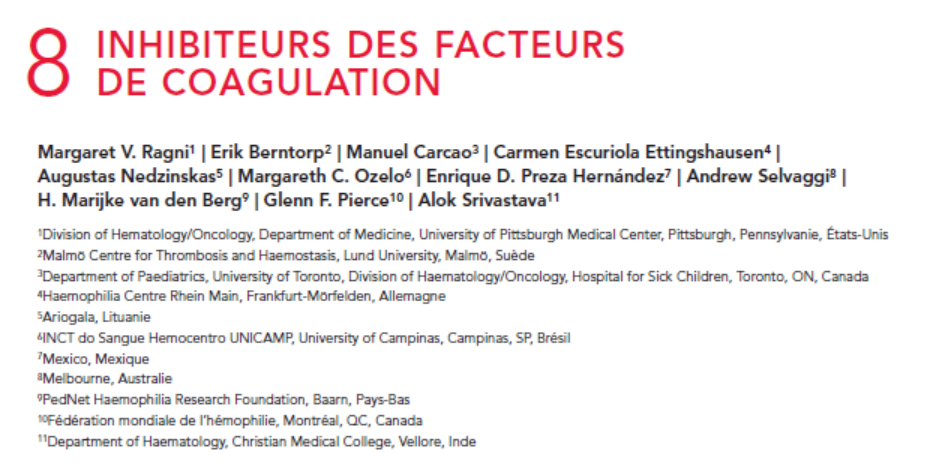 8 INHIBITEURS DES FACTEURS
DE COAGULATION
Margaret V. Ragni¹ | Erik Berntorp² | Manuel Carcao³ | Carmen Escuriola Ettingshausen⁴ |
Augustas Nedzinskas⁵ | Margareth C. Ozelo⁶ | Enrique D. Preza Hernández⁷ | Andrew Selvaggi⁸ |
H. Marijke van den Berg⁹ | Glenn F. Pierce¹⁰ | Alok Srivastava¹¹
¹Division of Hematology/Oncology, Department of Medicine, University of Pittsburgh Medical Center, Pittsburgh, Pennsylvanie, États-Unis
²Malmö Centre for Thrombosis and Haemostasis, Lund University, Malmö, Suède
³Department of Paediatrics, University of Toronto, Division of Haematology/Oncology, Hospital for Sick Children, Toronto, ON, Canada
⁴Haemophilia Centre Rhein Main, Frankfurt-Mörfelden, Allemagne
⁵Ariogala, Lituanie
⁶INCT do Sangue Hemocentro UNICAMP, University of Campinas, Campinas, SP, Brésil
⁷Mexico, Mexique
⁸Melbourne, Australie
⁹PedNet Haemophilia Research Foundation, Baarn, Pays-Bas
¹⁰Fédération mondiale de l'hémophilie, Montréal, QC, Canada
¹¹Department of Haematology, Christian Medical College, Vellore, Inde